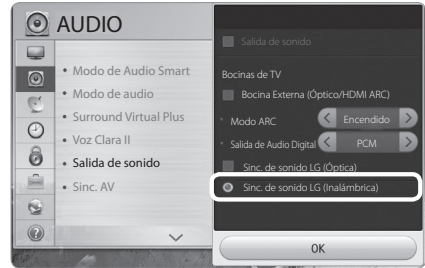 AUDIO
• Modo de Audio Smart
• Modo de audio
• Surround Virtual Plus
• Voz Clara II
• Salida de sonido
• Sinc. AV
Salida de sonido
Bocinas de TV
Bocina Externa (Óptico/HDMI ARC)
• Modo ARC < Encendido >
• Salida de Audio Digital < PCM >
Sinc. de sonido LG (Óptica)
Sinc. de sonido LG (Inalámbrica)
OK